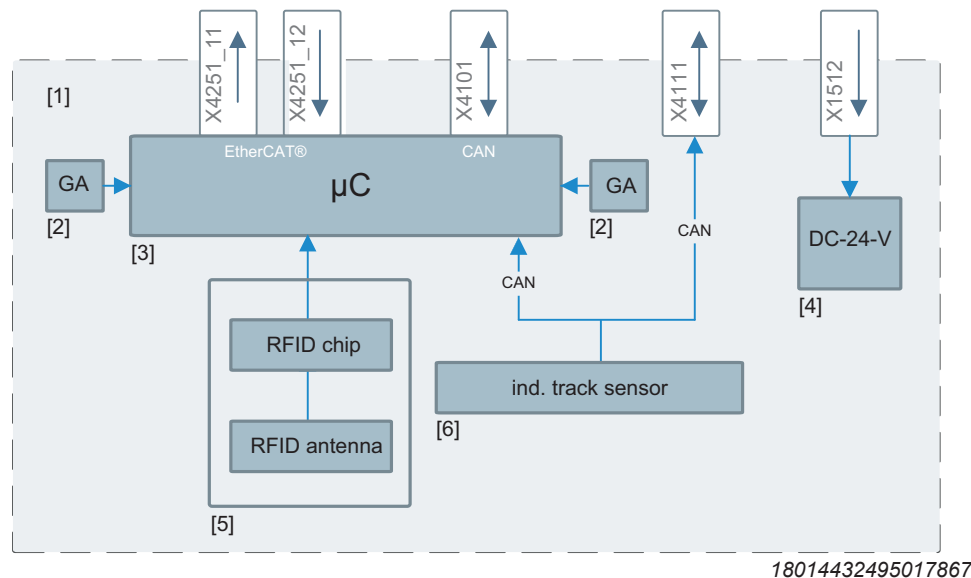 X4251_11
X4251_12
X4101
X4111
X1512
[1]
EtherCAT®
CAN
GA
µC
GA
[2]
[3]
[2]
CAN
DC-24-V
CAN
[4]
RFID chip
ind. track sensor
[6]
RFID antenna
[5]
18014432495017867